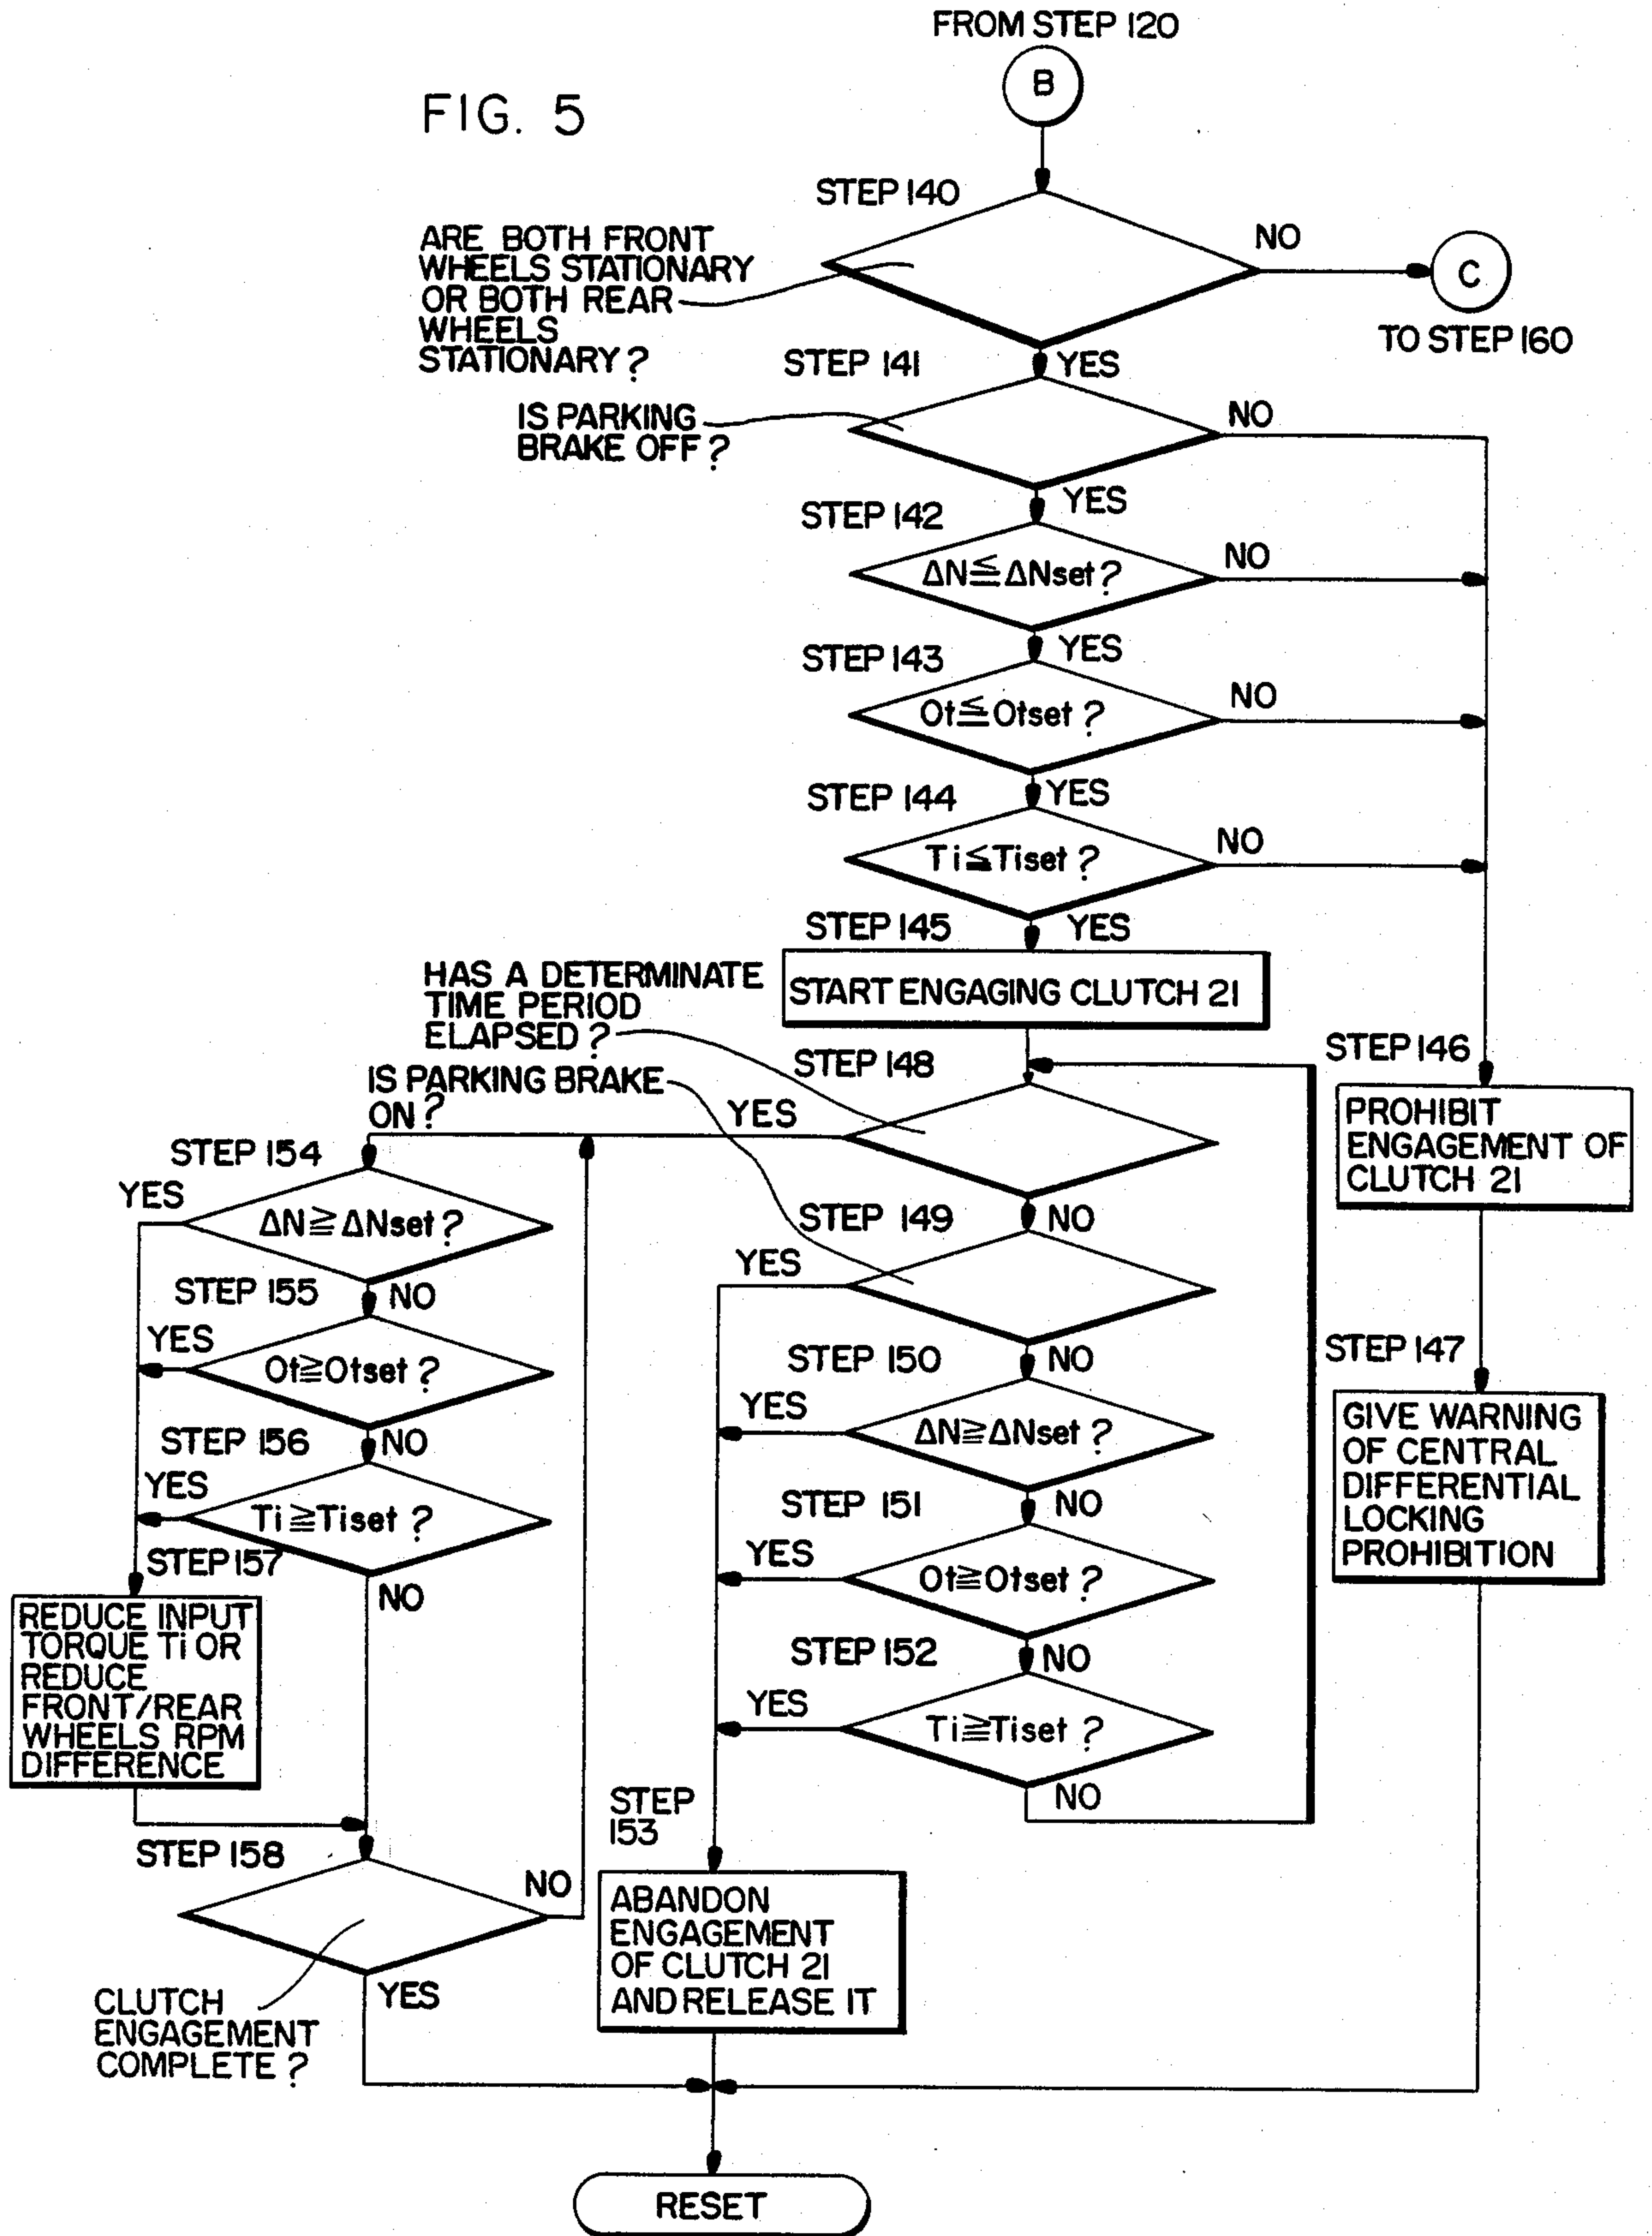 FROM STEP 120
B
FIG. 5
STEP 140
ARE BOTH FRONT
WHEELS STATIONARY
OR BOTH REAR
WHEELS
STATIONARY?
NO
C
TO STEP 160
YES
STEP 141
IS PARKING
BRAKE OFF?
NO
YES
STEP 142
ΔN≦ΔNset?
NO
YES
STEP 143
Ot≦Otset?
NO
YES
STEP 144
Ti≦Tiset?
NO
YES
STEP 145
START ENGAGING CLUTCH 21
HAS A DETERMINATE
TIME PERIOD
ELAPSED?
STEP 148
YES
NO
IS PARKING BRAKE
ON?
STEP 149
YES
NO
STEP 150
ΔN≧ΔNset?
YES
NO
STEP 151
Ot≧Otset?
YES
NO
STEP 152
Ti≧Tiset?
YES
NO
STEP
153
ABANDON
ENGAGEMENT
OF CLUTCH 21
AND RELEASE IT
STEP 146
PROHIBIT
ENGAGEMENT OF
CLUTCH 21
STEP 147
GIVE WARNING
OF CENTRAL
DIFFERENTIAL
LOCKING
PROHIBITION
STEP 154
YES
ΔN≧ΔNset?
NO
STEP 155
YES
Ot≧Otset?
NO
STEP 156
YES
Ti≧Tiset?
NO
STEP 157
REDUCE INPUT
TORQUE Ti OR
REDUCE
FRONT/REAR
WHEELS RPM
DIFFERENCE
STEP 158
NO
YES
CLUTCH
ENGAGEMENT
COMPLETE?
RESET